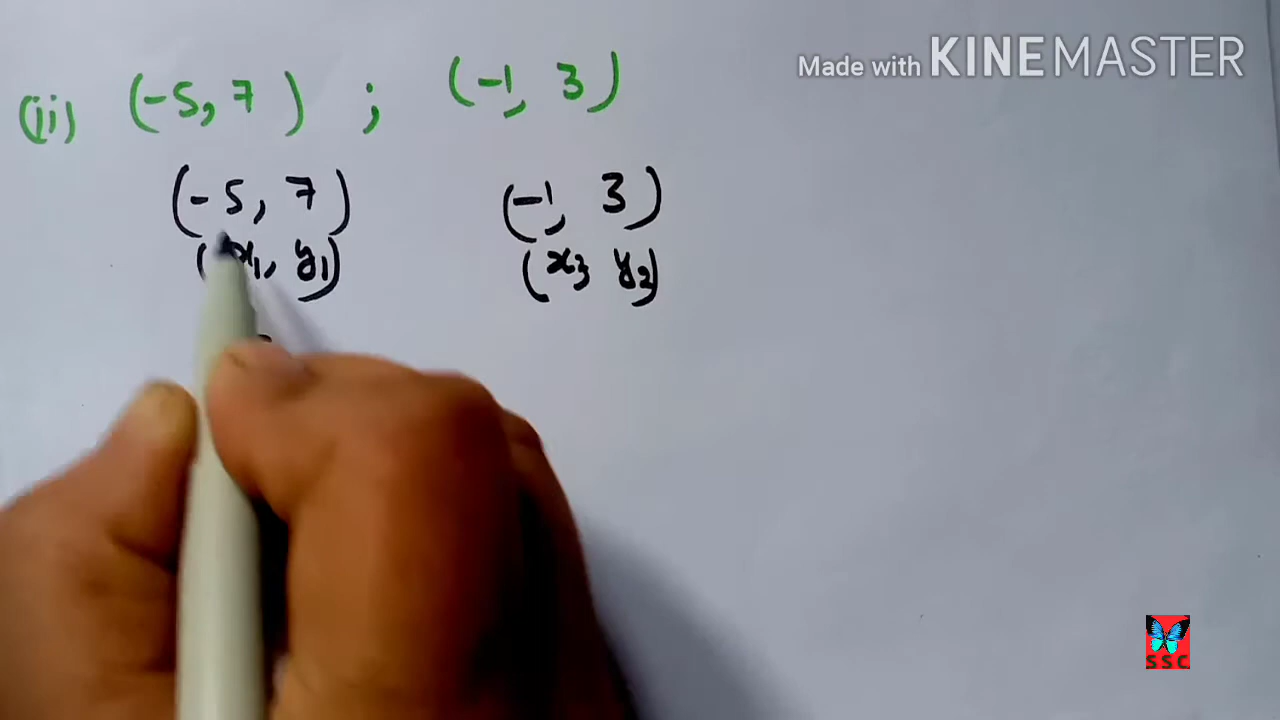 Made with KINEMASTER
(ii) (-5, 7) ; (-1, 3)
(-5, 7) (-1, 3)
(x₁, y₁) (x₂, y₂)
SSC